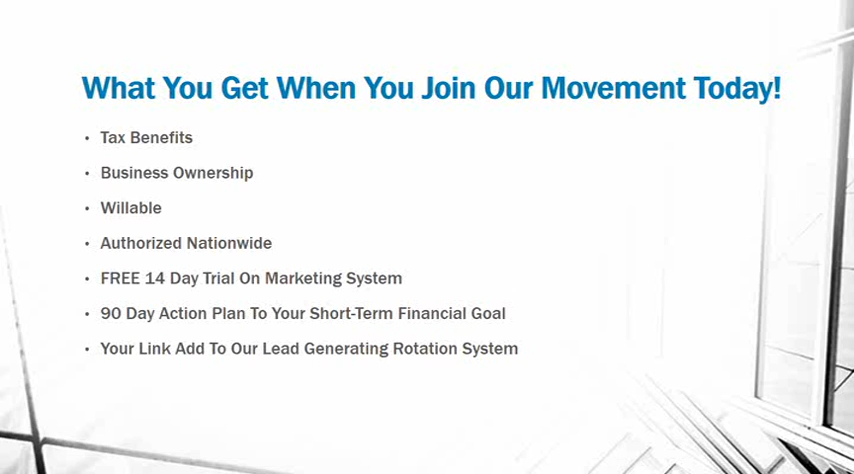 What You Get When You Join Our Movement Today!
• Tax Benefits
• Business Ownership
• Willable
• Authorized Nationwide
• FREE 14 Day Trial On Marketing System
• 90 Day Action Plan To Your Short-Term Financial Goal
• Your Link Add To Our Lead Generating Rotation System